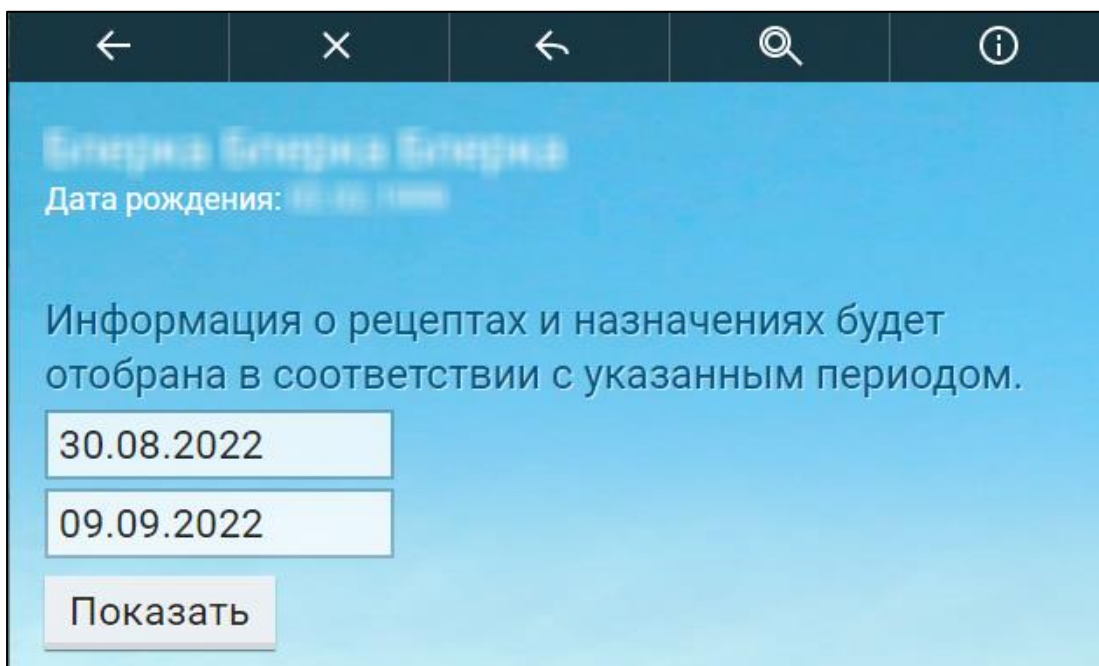 Дата рождения:
Информация о рецептах и назначениях будет
отобрана в соответствии с указанным периодом.
30.08.2022
09.09.2022
Показать